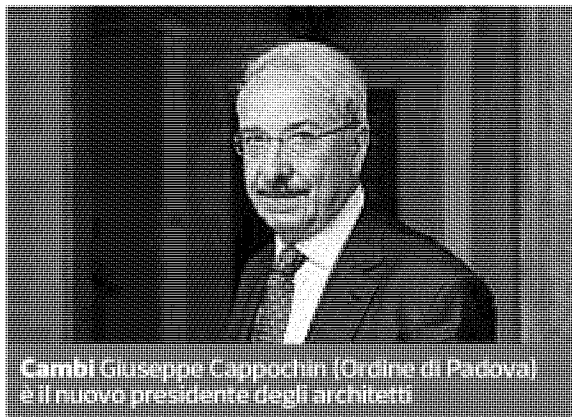 Cambi Giuseppe Cappochin (Ordine di Padova)
è il nuovo presidente degli architetti